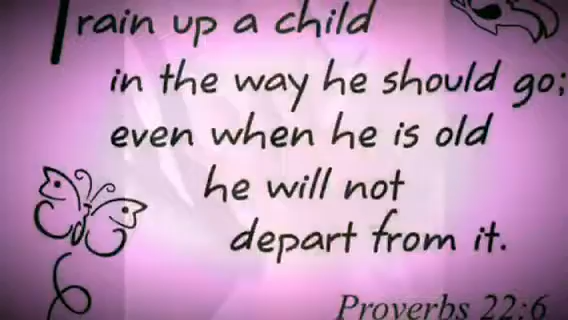 Train up a child
in the way he should go;
even when he is old
he will not
depart from it.
Proverbs 22:6